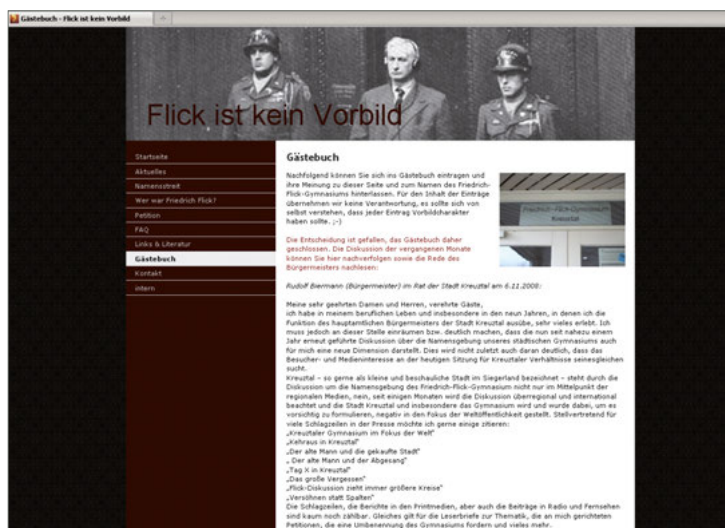 Gästebuch - Flick ist kein Vorbild
Flick ist kein Vorbild
Startseite
Aktuelles
Namensstreit
Wer war Friedrich Flick?
Petition
FAQ
Links & Literatur
Gästebuch
Kontakt
intern
Gästebuch
Nachfolgend können Sie sich ins Gästebuch eintragen und
ihre Meinung zu dieser Seite und zum Namen des Friedrich-
Flick-Gymnasiums hinterlassen. Für den Inhalt der Einträge
übernehmen wir keine Verantwortung, es sollte sich von
selbst verstehen, dass jeder Eintrag Vorbildcharakter
haben sollte. ;-)
Friedrich-Flick-Gymnasium
Kreuztal
Die Entscheidung ist gefallen, das Gästebuch daher
geschlossen. Die Diskussion der vergangenen Monate
können Sie hier nachverfolgen sowie die Rede des
Bürgermeisters nachlesen:
Rudolf Biermann (Bürgermeister) im Rat der Stadt Kreuztal am 6.11.2008:
Meine sehr geehrten Damen und Herren, verehrte Gäste,
ich habe in meinem beruflichen Leben und insbesondere in den neun Jahren, in denen ich die
Funktion des hauptamtlichen Bürgermeisters der Stadt Kreuztal ausübe, sehr vieles erlebt. Ich
muss jedoch an dieser Stelle einräumen bzw. deutlich machen, dass die nun seit nahezu einem
Jahr erneut geführte Diskussion über die Namensgebung unseres städtischen Gymnasiums auch
für mich eine neue Dimension darstellt. Dies wird nicht zuletzt auch daran deutlich, dass das
Besucher- und Medieninteresse an der heutigen Sitzung für Kreuztaler Verhältnisse seinesgleichen
sucht.
Kreuztal – so gerne als kleine und beschauliche Stadt im Siegerland bezeichnet – steht durch die
Diskussion um die Namensgebung des Friedrich-Flick-Gymnasium nicht nur im Mittelpunkt der
regionalen Medien, nein, seit einigen Monaten wird die Diskussion überregional und international
beachtet und die Stadt Kreuztal und insbesondere das Gymnasium wird und wurde dabei, um es
vorsichtig zu formulieren, negativ in den Fokus der Weltöffentlichkeit gestellt. Stellvertretend für
viele Schlagzeilen in der Presse möchte ich gerne einige zitieren:
„Kreuztaler Gymnasium im Fokus der Welt"
„Kehraus in Kreuztal"
„Der alte Mann und die gekaufte Stadt"
„ Der alte Mann und der Abgesang"
„Tag X in Kreuztal"
„Das große Vergessen"
„Flick-Diskussion zieht immer größere Kreise"
„Versöhnen statt Spalten"
Die Schlagzeilen, die Berichte in den Printmedien, aber auch die Beiträge in Radio und Fernsehen
sind kaum noch zählbar. Gleiches gilt für die Leserbriefe zur Thematik, die an mich gerichteten
Petitionen, die eine Umbenennung des Gymnasiums fordern und vieles mehr.